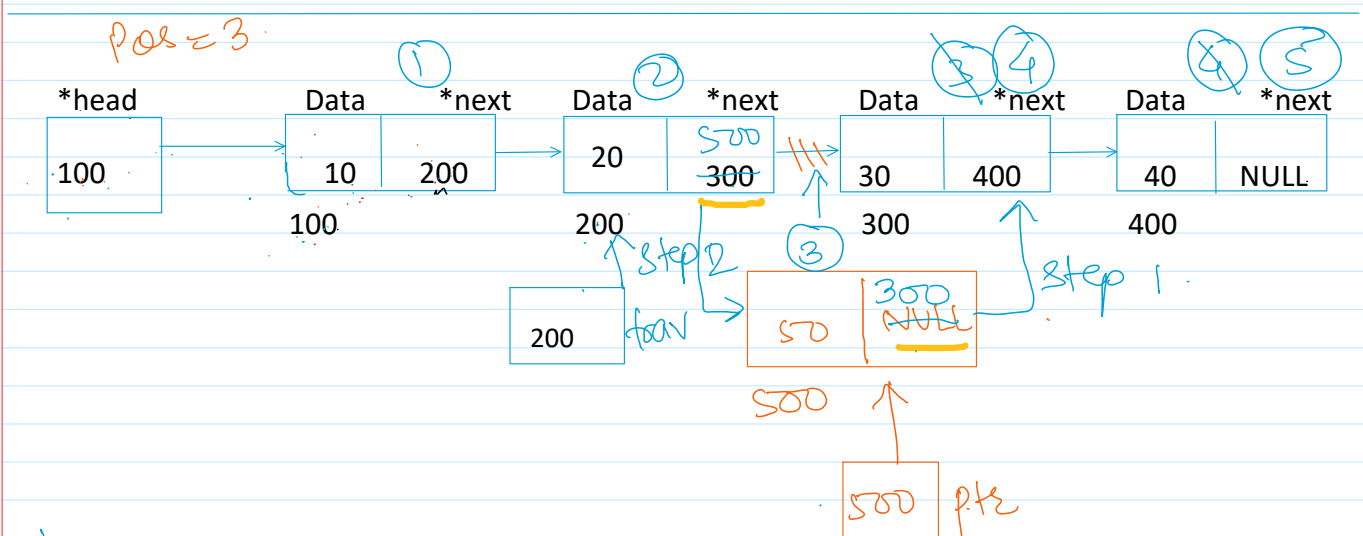 Pos = 3
1 2 3 4 4 5
*head Data *next Data *next Data *next Data *next
500
100 10 200 20 300 30 400 40 NULL
100 200 300 400
3
Step 2 Step 1
300
200 trav 50 NULL
500
500 ptr